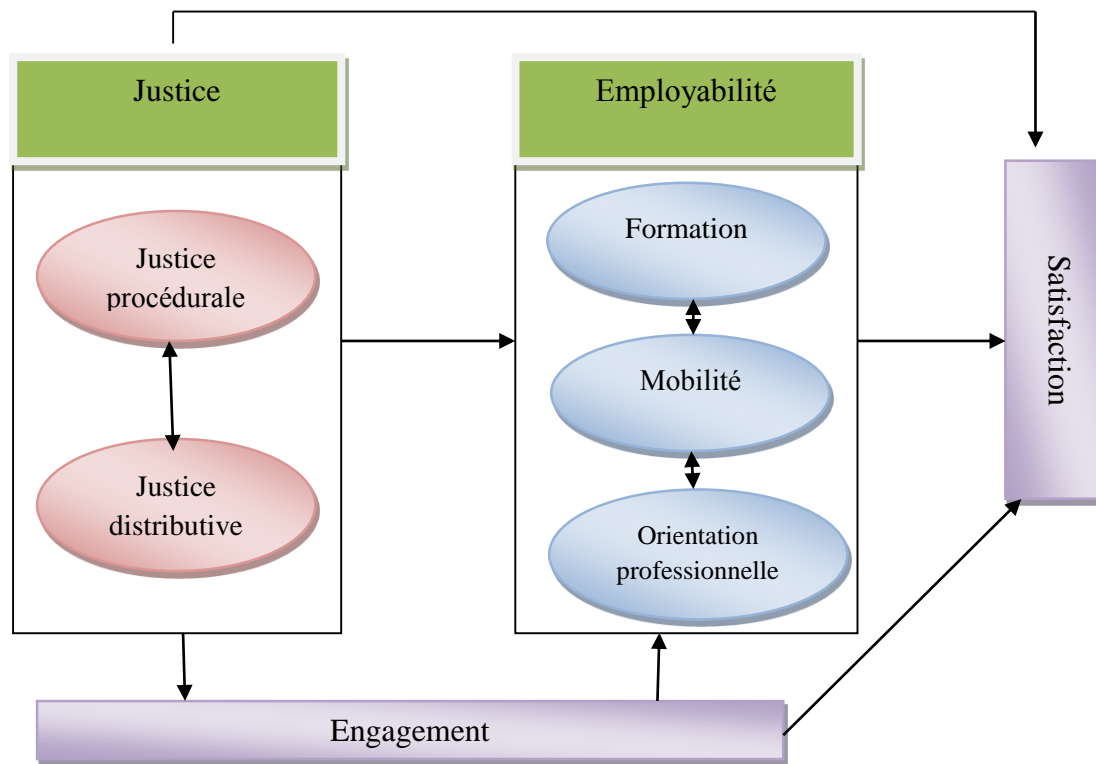 Justice
Employabilité
Justice
procédurale
Justice
distributive
Formation
Mobilité
Orientation
professionnelle
Satisfaction
Engagement